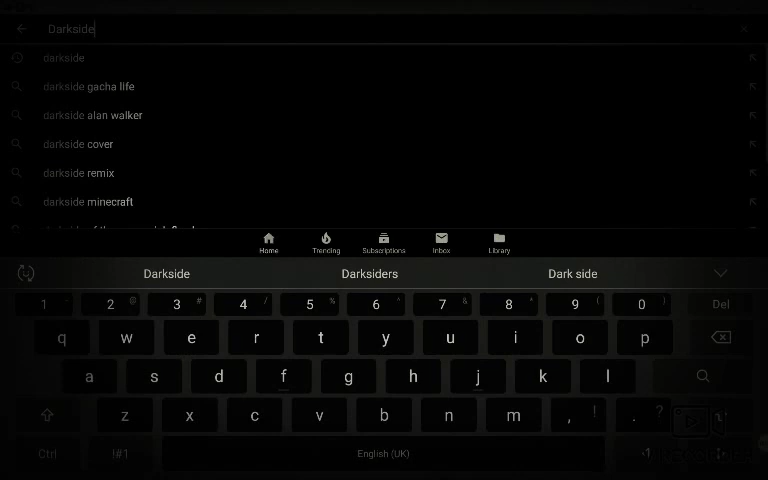 Darkside
darkside
darkside gacha life
darkside alan walker
darkside cover
darkside remix
darkside minecraft
Home Trending Subscriptions Inbox Library
Darkside Darksiders Dark side
1 2 @ 3 # 4 / 5 % 6 ^ 7 & 8 * 9 ( 0 ) Del
q w e r t y u i o p
a s d f g h j k l
z x c v b n m , ! . ?
Ctrl !#1 English (UK)
RECORDER